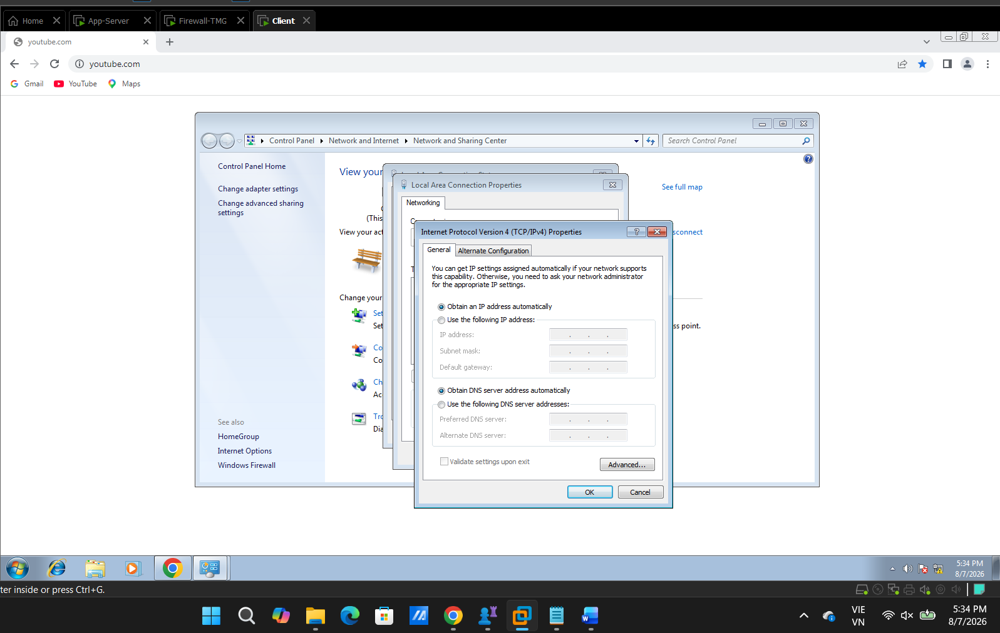 Home
App-Server
Firewall-TMG
Client
youtube.com
youtube.com
Gmail
YouTube
Maps
Control Panel
Network and Internet
Network and Sharing Center
Search Control Panel
Control Panel Home
Change adapter settings
Change advanced sharing
settings
See also
HomeGroup
Internet Options
Windows Firewall
View your
See full map
(This
View your act
sconnect
Change your
Set
Set
ss point.
Co
Co
Ch
Ac
Tro
Dia
Local Area Connection Properties
Networking
Internet Protocol Version 4 (TCP/IPv4) Properties
General
Alternate Configuration
You can get IP settings assigned automatically if your network supports
this capability. Otherwise, you need to ask your network administrator
for the appropriate IP settings.
Obtain an IP address automatically
Use the following IP address:
IP address:
Subnet mask:
Default gateway:
Obtain DNS server address automatically
Use the following DNS server addresses:
Preferred DNS server:
Alternate DNS server:
Validate settings upon exit
Advanced...
OK
Cancel
5:34 PM
8/7/2026
ter inside or press Ctrl+G.
VIE
VN
5:34 PM
8/7/2026